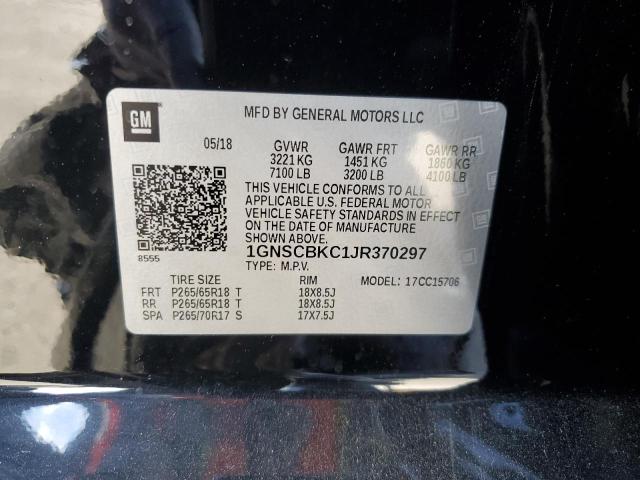 GM
MFD BY GENERAL MOTORS LLC
05/18 GVWR GAWR FRT GAWR RR
3221 KG 1451 KG 1860 KG
7100 LB 3200 LB 4100 LB
THIS VEHICLE CONFORMS TO ALL
APPLICABLE U.S. FEDERAL MOTOR
VEHICLE SAFETY STANDARDS IN EFFECT
ON THE DATE OF MANUFACTURE
SHOWN ABOVE.
8555
1GNSCBKC1JR370297
TYPE: M.P.V. MODEL: 17CC15706
TIRE SIZE RIM
FRT P265/65R18 T 18X8.5J
RR P265/65R18 T 18X8.5J
SPA P265/70R17 S 17X7.5J